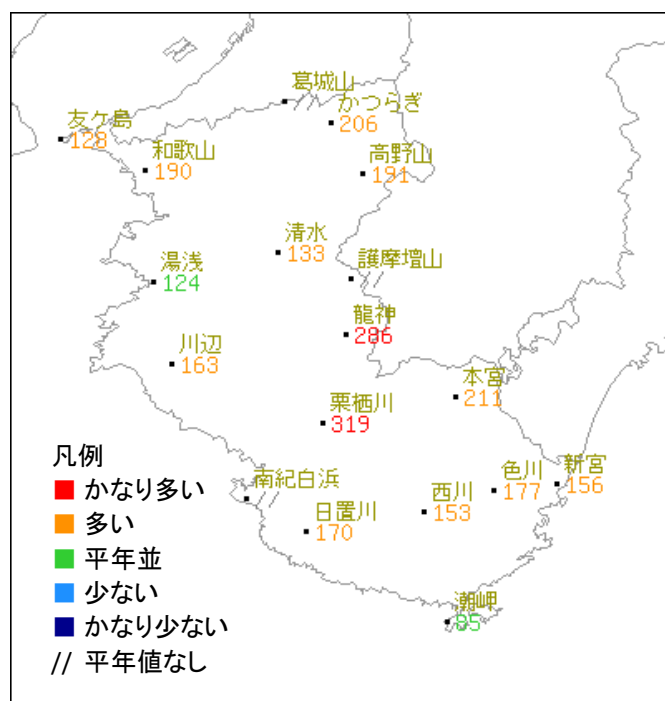 葛城山
//
かつらぎ
206
友ケ島
128
和歌山
190
高野山
191
清水
133
護摩壇山
//
湯浅
124
龍神
286
川辺
163
本宮
211
栗栖川
319
南紀白浜
//
日置川
170
西川
153
色川
177
新宮
156
潮岬
85
凡例
かなり多い
多い
平年並
少ない
かなり少ない
// 平年値なし